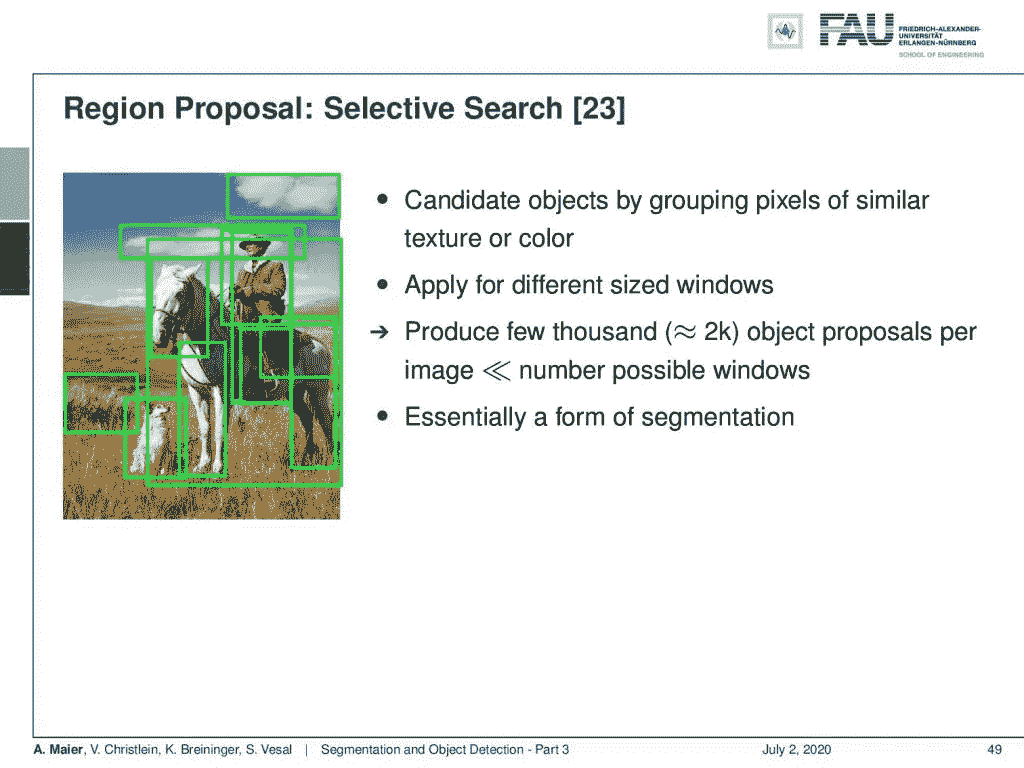 FAU
FRIEDRICH-ALEXANDER-
UNIVERSITÄT
ERLANGEN-NÜRNBERG
SCHOOL OF ENGINEERING
Region Proposal: Selective Search [23]
• Candidate objects by grouping pixels of similar
texture or color
• Apply for different sized windows
➔ Produce few thousand (≈ 2k) object proposals per
image ≪ number possible windows
• Essentially a form of segmentation
A. Maier, V. Christlein, K. Breininger, S. Vesal | Segmentation and Object Detection - Part 3 July 2, 2020 49